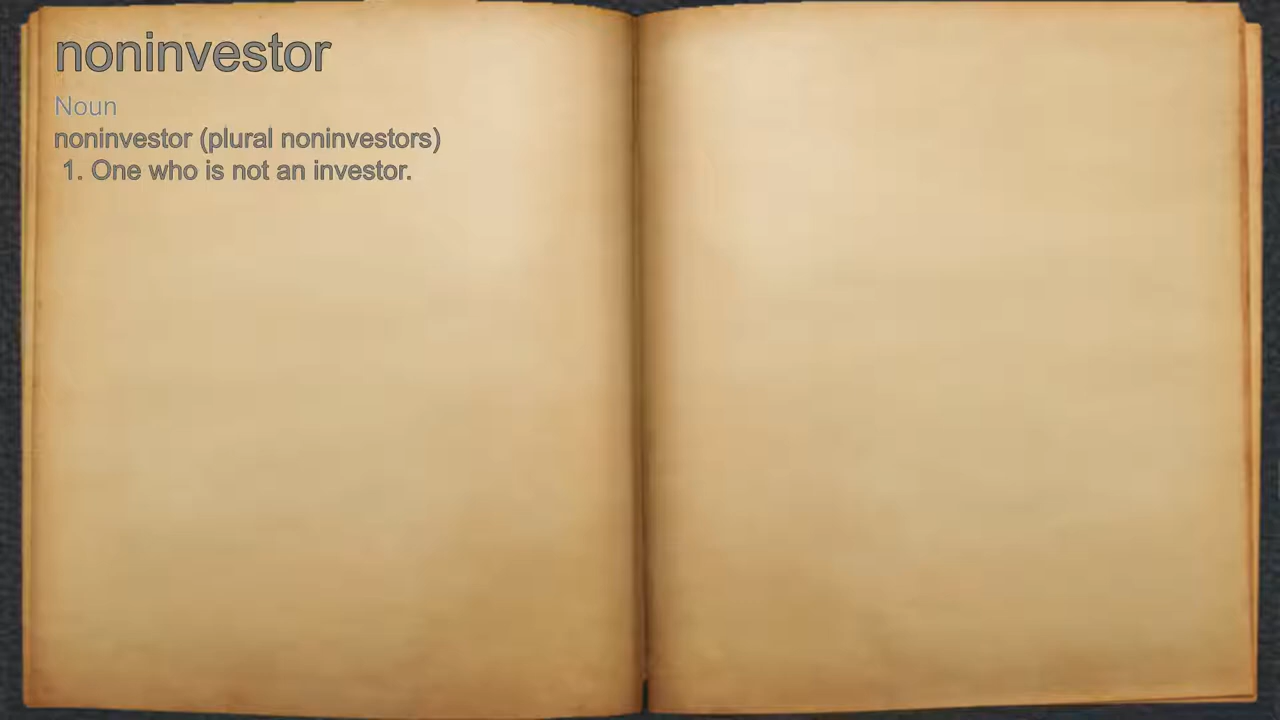 noninvestor
Noun
noninvestor (plural noninvestors)
1. One who is not an investor.